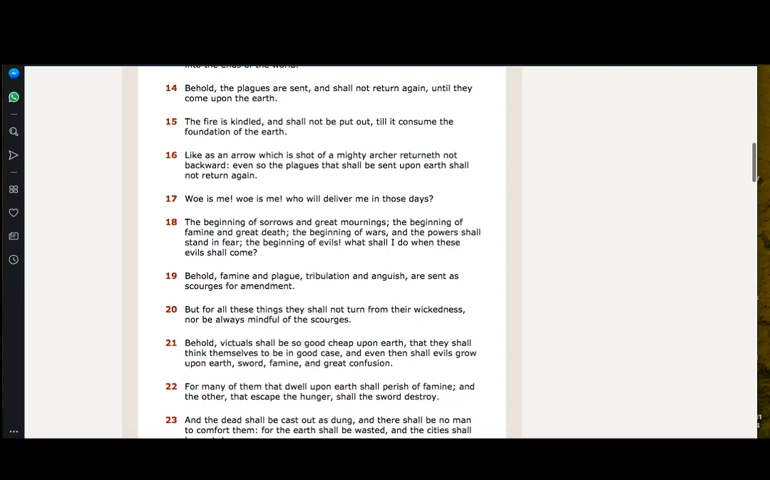 into the ends of the world.
14 Behold, the plagues are sent, and shall not return again, until they
come upon the earth.
15 The fire is kindled, and shall not be put out, till it consume the
foundation of the earth.
16 Like as an arrow which is shot of a mighty archer returneth not
backward: even so the plagues that shall be sent upon earth shall
not return again.
17 Woe is me! woe is me! who will deliver me in those days?
18 The beginning of sorrows and great mournings; the beginning of
famine and great death; the beginning of wars, and the powers shall
stand in fear; the beginning of evils! what shall I do when these
evils shall come?
19 Behold, famine and plague, tribulation and anguish, are sent as
scourges for amendment.
20 But for all these things they shall not turn from their wickedness,
nor be always mindful of the scourges.
21 Behold, victuals shall be so good cheap upon earth, that they shall
think themselves to be in good case, and even then shall evils grow
upon earth, sword, famine, and great confusion.
22 For many of them that dwell upon earth shall perish of famine; and
the other, that escape the hunger, shall the sword destroy.
23 And the dead shall be cast out as dung, and there shall be no man
to comfort them: for the earth shall be wasted, and the cities shall